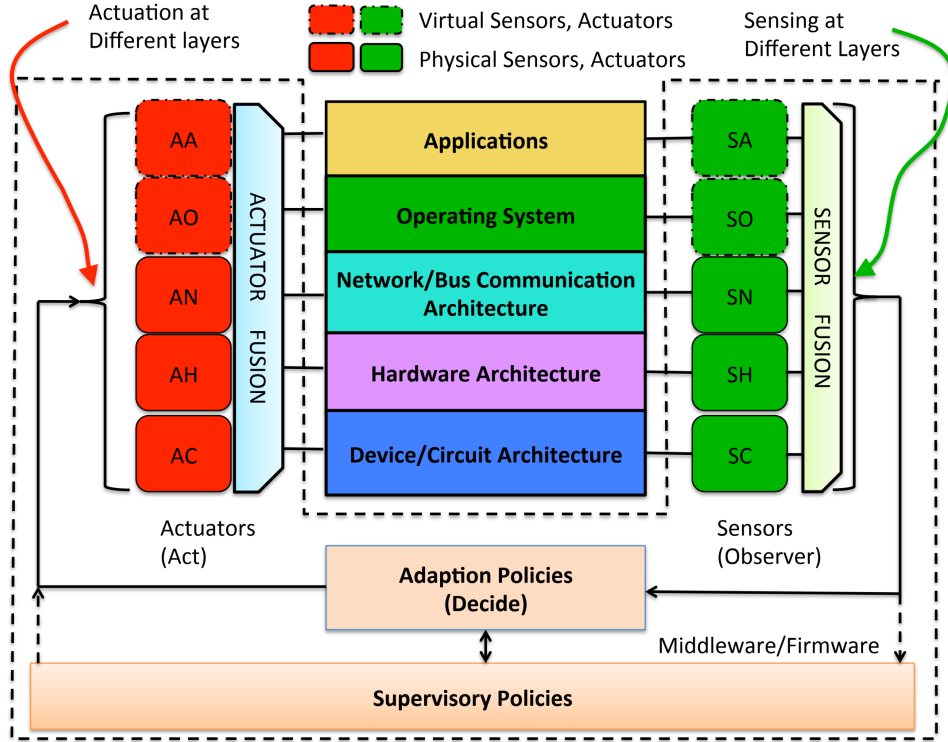 Actuation at
Different layers
Virtual Sensors, Actuators
Physical Sensors, Actuators
Sensing at
Different Layers
AA
AO
AN
AH
AC
ACTUATOR FUSION
Applications
Operating System
Network/Bus Communication
Architecture
Hardware Architecture
Device/Circuit Architecture
SA
SO
SN
SH
SC
SENSOR FUSION
Actuators
(Act)
Sensors
(Observer)
Adaption Policies
(Decide)
Middleware/Firmware
Supervisory Policies